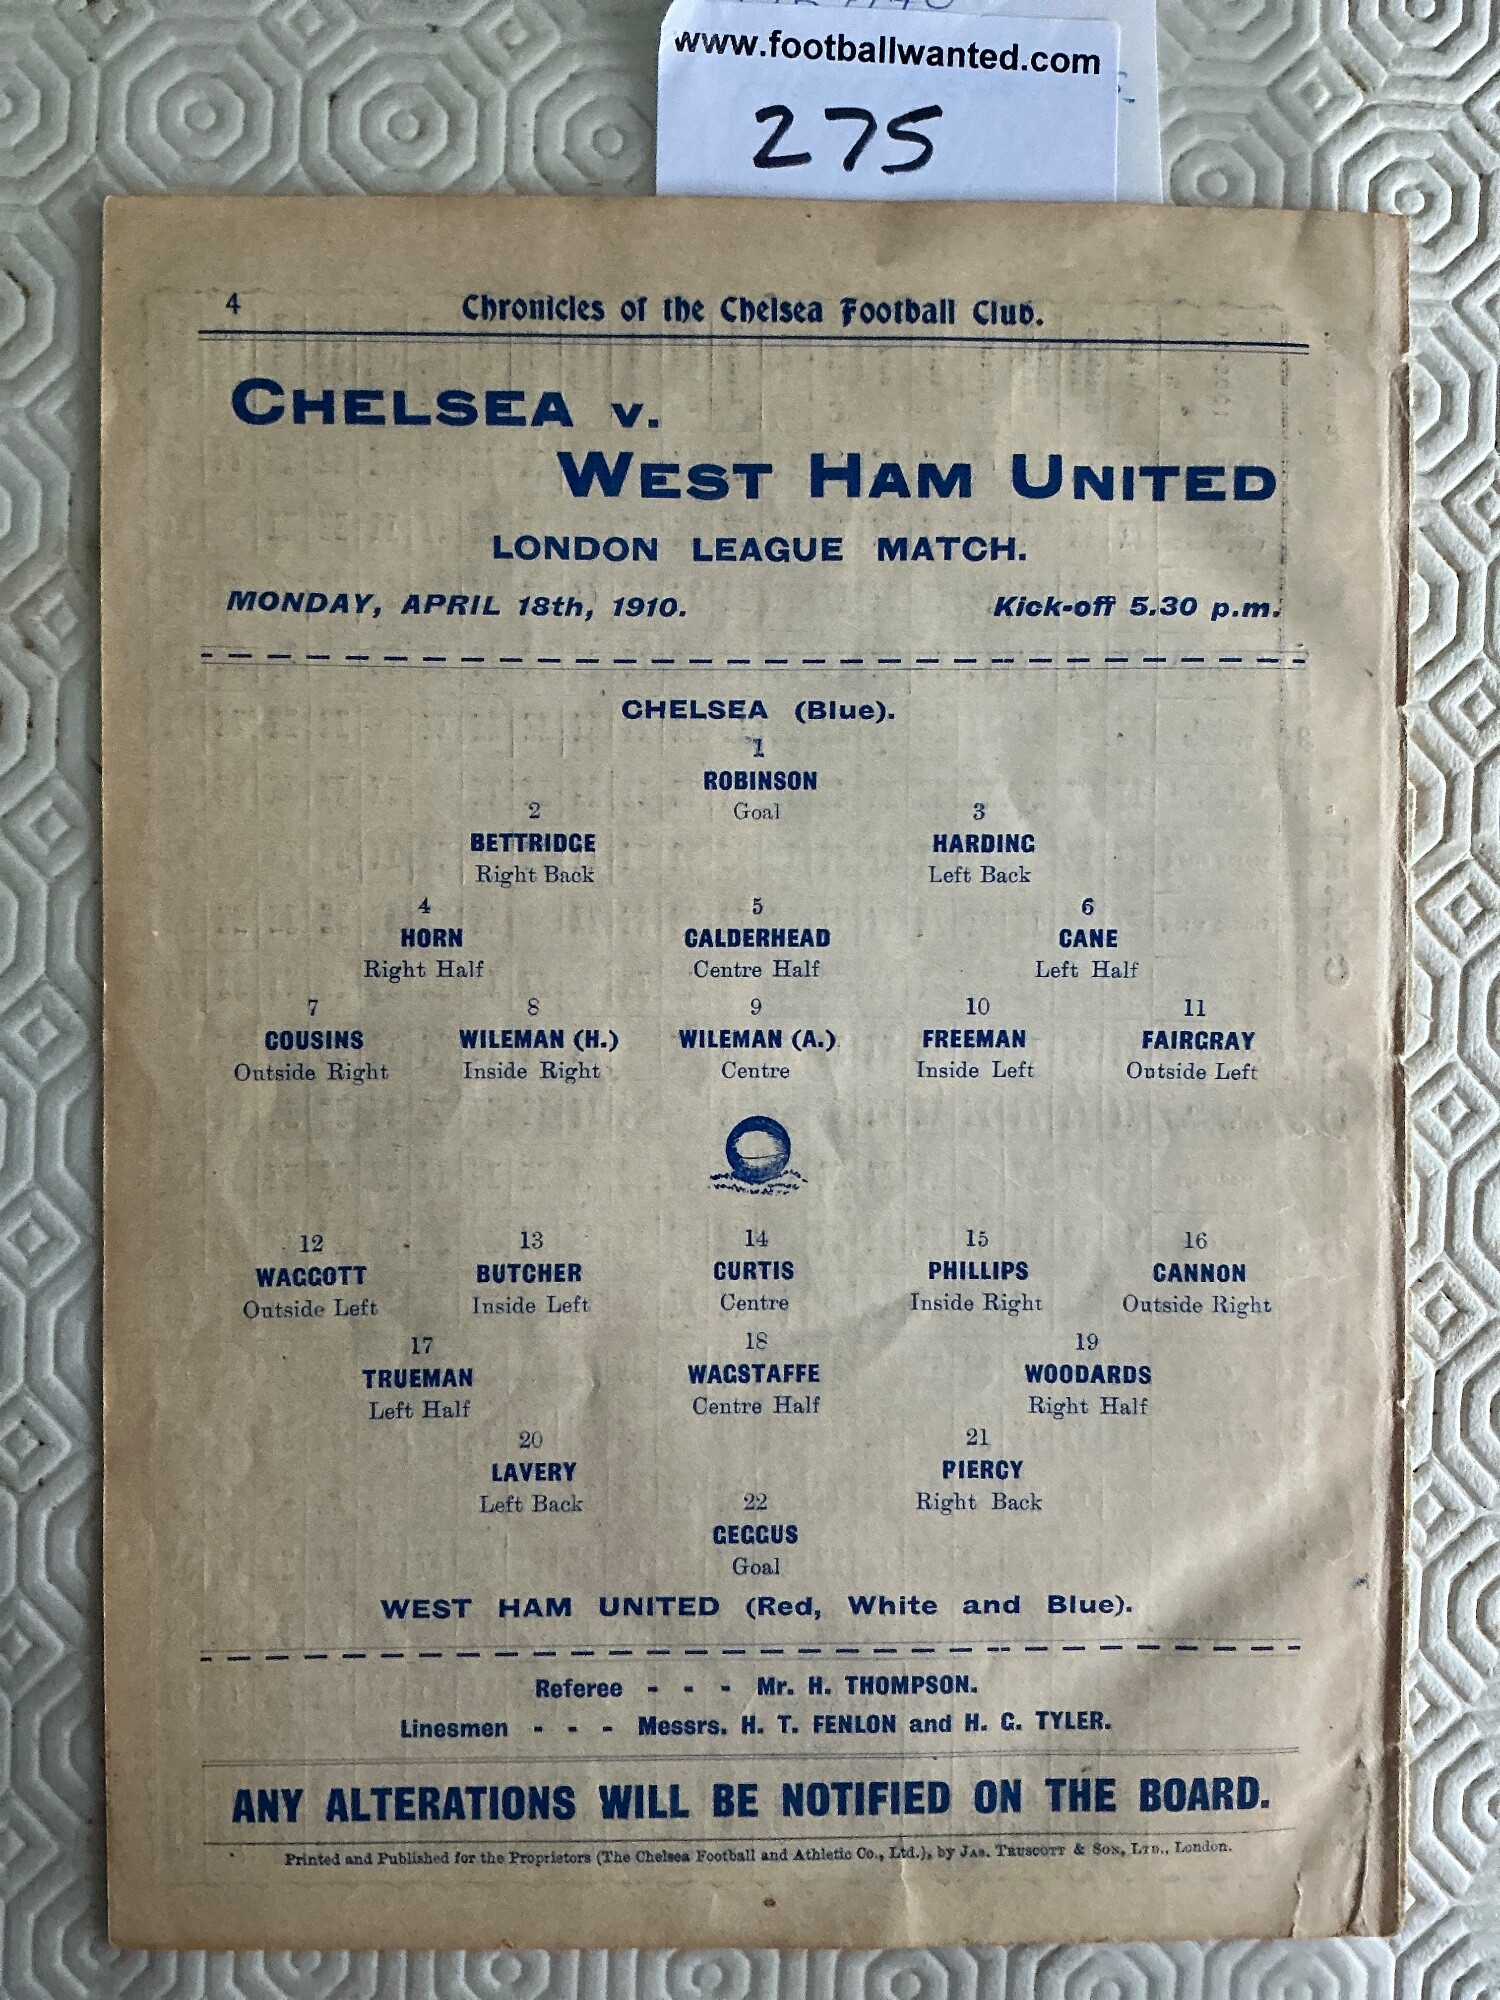 www.footballwanted.com
275
4 Chronicles of the Chelsea Football Club.
CHELSEA v.
WEST HAM UNITED
LONDON LEAGUE MATCH.
MONDAY, APRIL 18th, 1910. Kick-off 5.30 p.m.
CHELSEA (Blue).
1
ROBINSON
Goal
2 3
BETTRIDGE HARDING
Right Back Left Back
4 5 6
HORN CALDERHEAD CANE
Right Half Centre Half Left Half
7 8 9 10 11
COUSINS WILEMAN (H.) WILEMAN (A.) FREEMAN FAIRGRAY
Outside Right Inside Right Centre Inside Left Outside Left
12 13 14 15 16
WAGGOTT BUTCHER CURTIS PHILLIPS CANNON
Outside Left Inside Left Centre Inside Right Outside Right
17 18 19
TRUEMAN WAGSTAFFE WOODARDS
Left Half Centre Half Right Half
20 21
LAVERY PIERCY
Left Back Right Back
22
GEGGUS
Goal
WEST HAM UNITED (Red, White and Blue).
Referee - - - Mr. H. THOMPSON.
Linesmen - - - Messrs. H. T. FENLON and H. G. TYLER.
ANY ALTERATIONS WILL BE NOTIFIED ON THE BOARD.
Printed and Published for the Proprietors (The Chelsea Football and Athletic Co., Ltd.), by JAS. TRUSCOTT & SON, LTD., London.